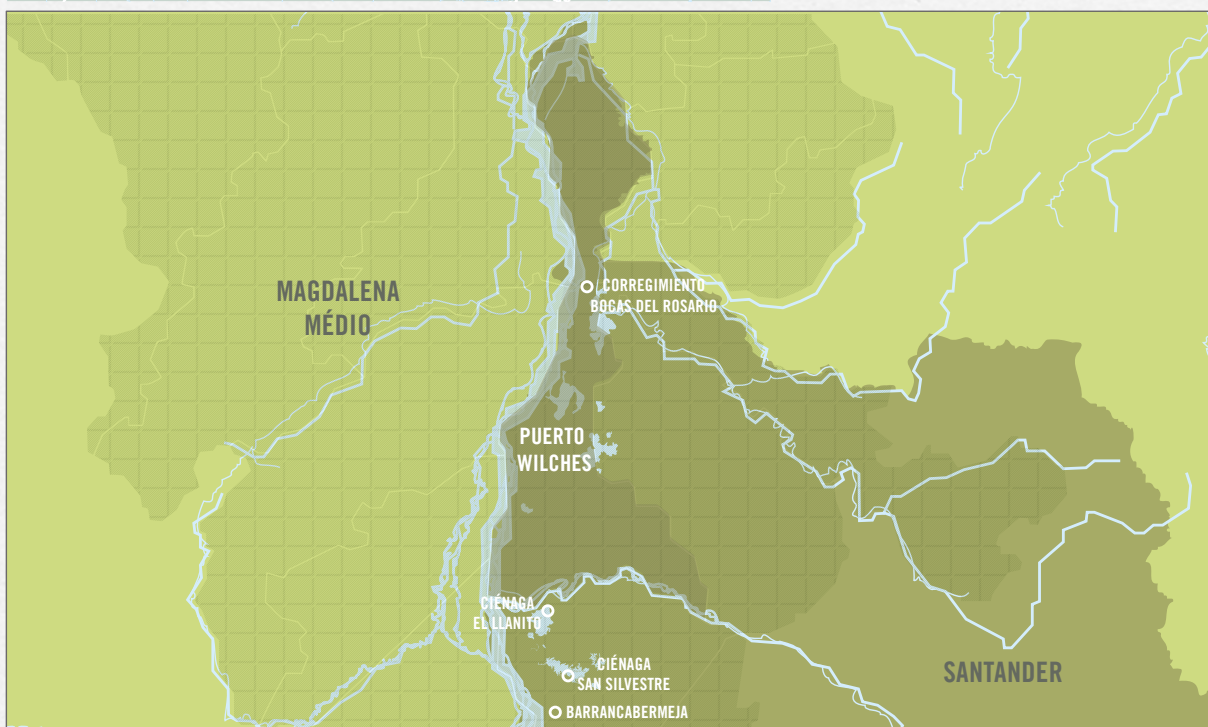 MAGDALENA
MÉDIO
CORREGIMIENTO
BOCAS DEL ROSARIO
PUERTO
WILCHES
CIÉNAGA
EL LLANITO
CIÉNAGA
SAN SILVESTRE
SANTANDER
BARRANCABERMEJA